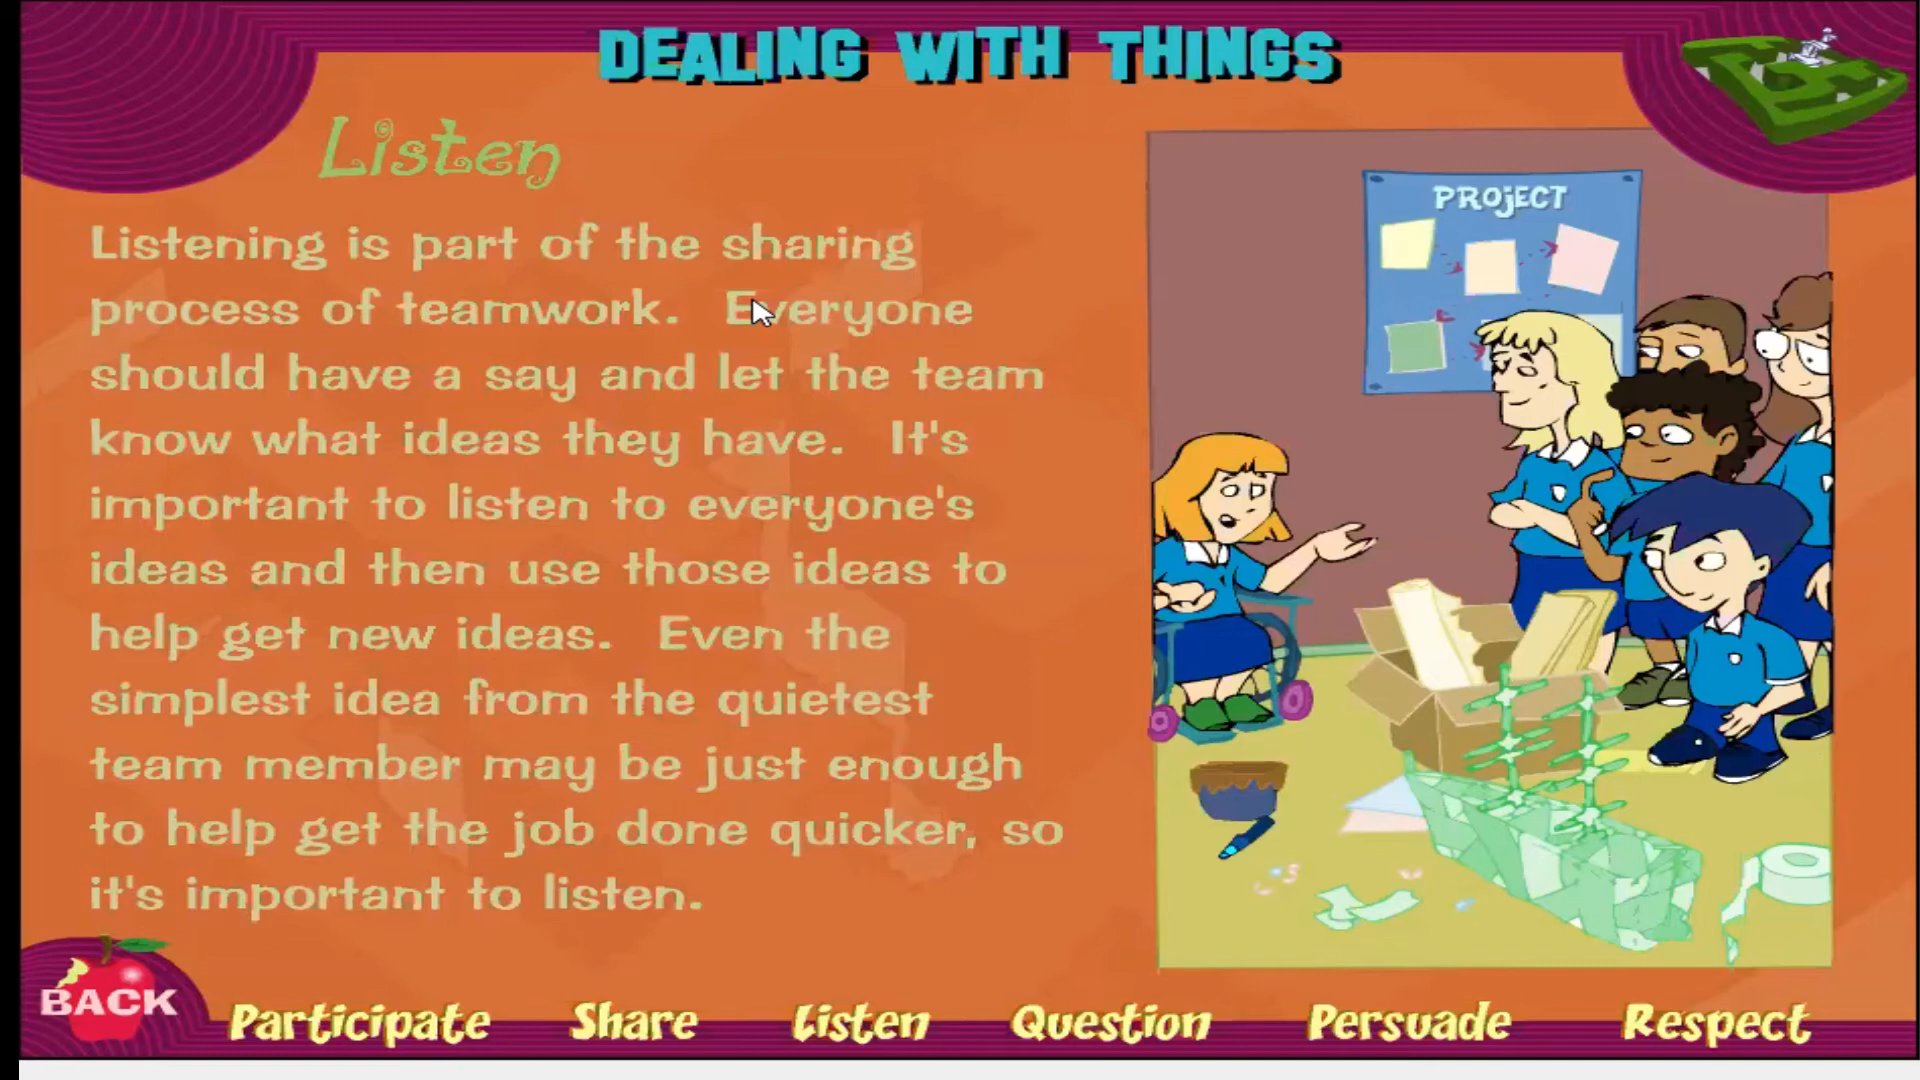 DEALING WITH THINGS
Listen
Listening is part of the sharing
process of teamwork. Everyone
should have a say and let the team
know what ideas they have. It's
important to listen to everyone's
ideas and then use those ideas to
help get new ideas. Even the
simplest idea from the quietest
team member may be just enough
to help get the job done quicker, so
it's important to listen.
PROJECT
BACK
Participate Share Listen Question Persuade Respect